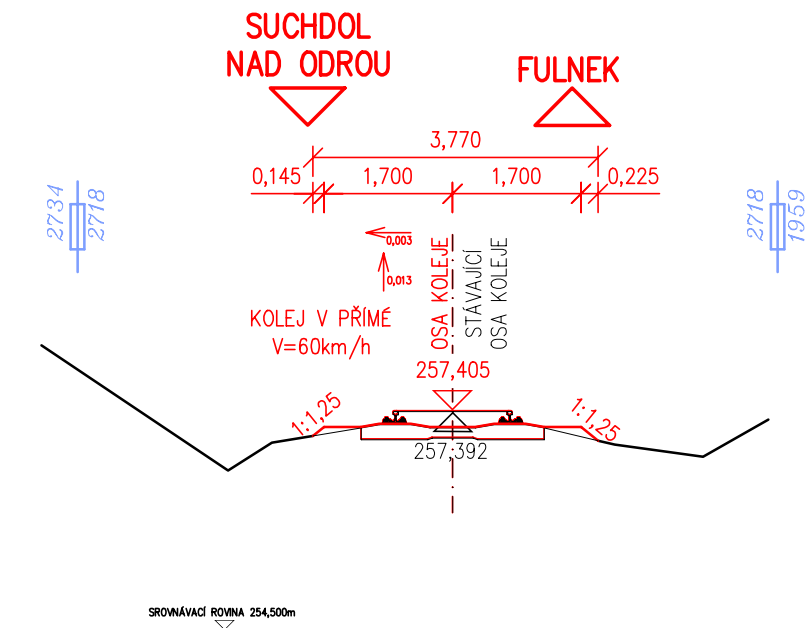 SUCHDOL
NAD ODROU
FULNEK
3,770
0,145
1,700
1,700
0,225
2734
2718
2718
1959
0,003
0,013
OSA KOLEJE
STÁVAJÍCÍ
OSA KOLEJE
KOLEJ V PŘÍMÉ
V=60km/h
257,405
1:1,25
1:1,25
257,392
SROVNÁVACÍ ROVINA 254,500m